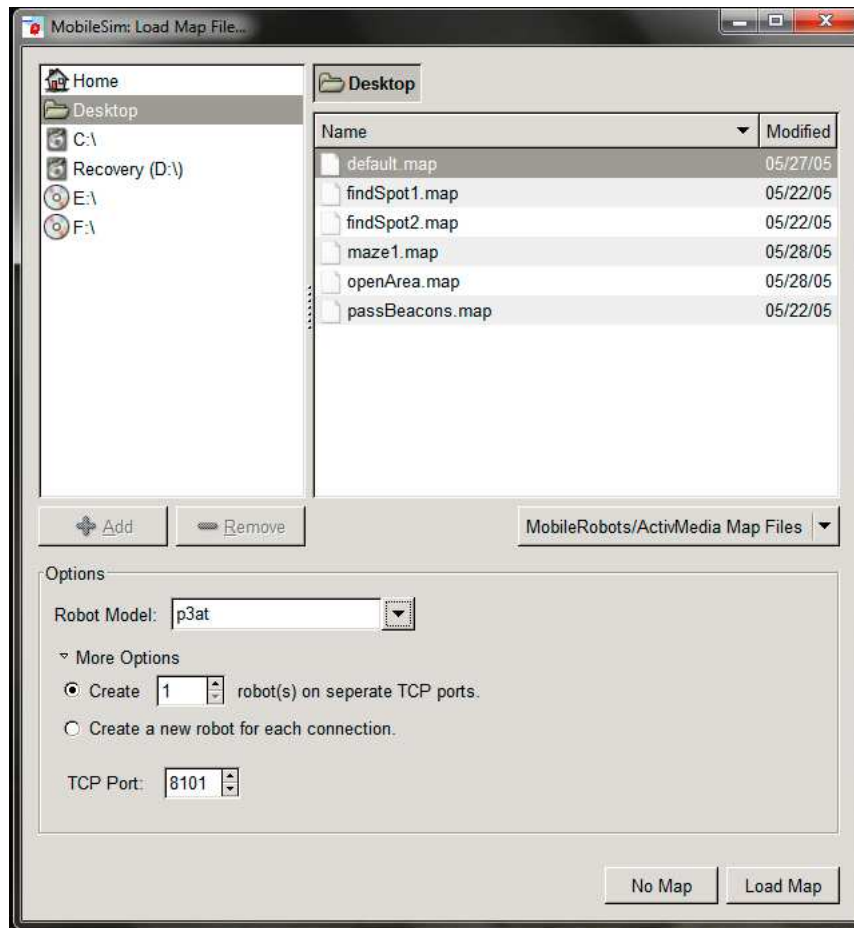 MobileSim: Load Map File...
Home
Desktop
C:\
Recovery (D:\)
E:\
F:\
Desktop
Name Modified
default.map 05/27/05
findSpot1.map 05/22/05
findSpot2.map 05/22/05
maze1.map 05/28/05
openArea.map 05/28/05
passBeacons.map 05/22/05
Add Remove MobileRobots/ActivMedia Map Files
Options
Robot Model: p3at
More Options
Create 1 robot(s) on seperate TCP ports.
Create a new robot for each connection.
TCP Port: 8101
No Map Load Map